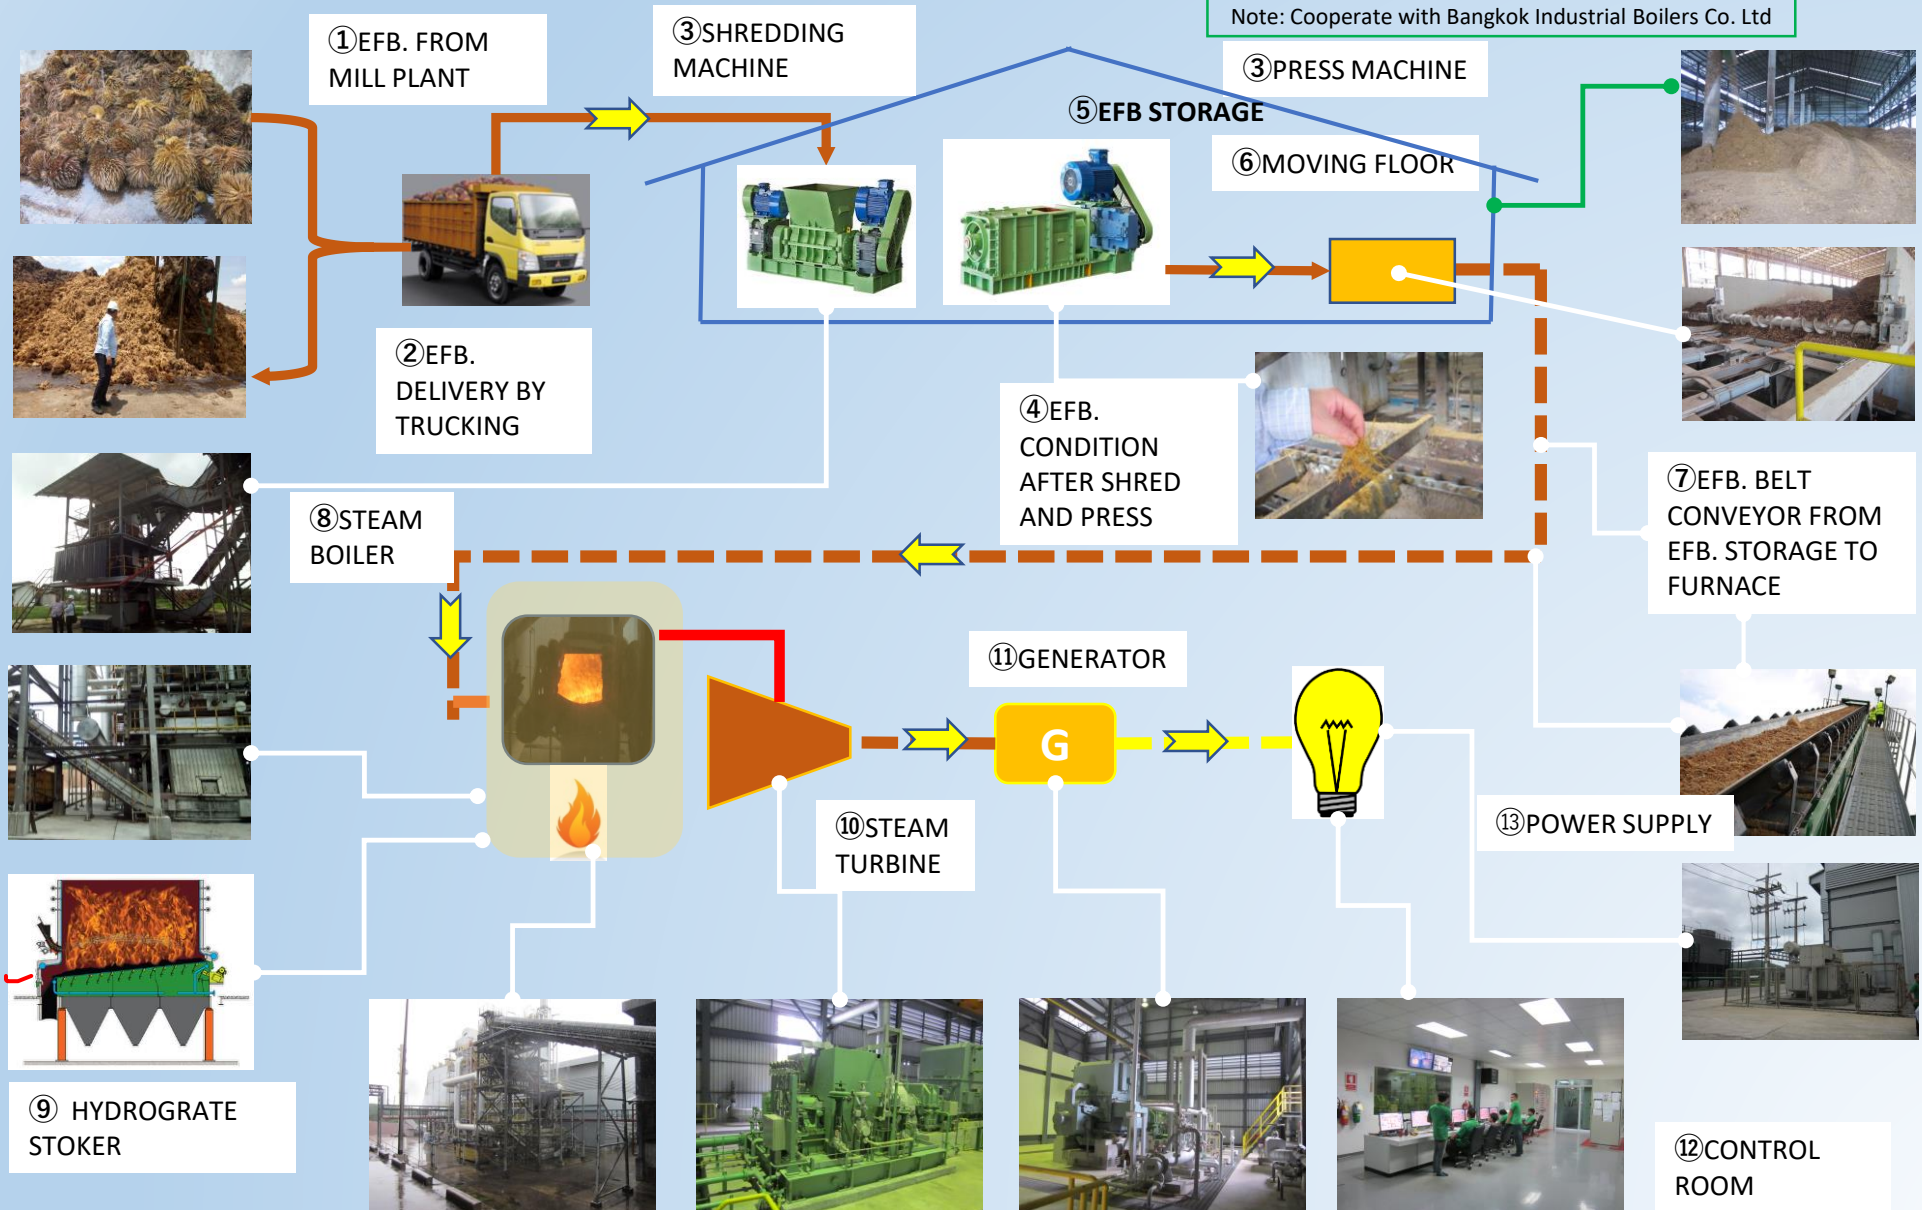 Note: Cooperate with Bangkok Industrial Boilers Co. Ltd
①EFB. FROM
MILL PLANT
③SHREDDING
MACHINE
③PRESS MACHINE
⑤EFB STORAGE
⑥MOVING FLOOR
②EFB.
DELIVERY BY
TRUCKING
④EFB.
CONDITION
AFTER SHRED
AND PRESS
⑦EFB. BELT
CONVEYOR FROM
EFB. STORAGE TO
FURNACE
⑧STEAM
BOILER
⑪GENERATOR
G
⑩STEAM
TURBINE
⑬POWER SUPPLY
⑨ HYDROGRATE
STOKER
⑫CONTROL
ROOM